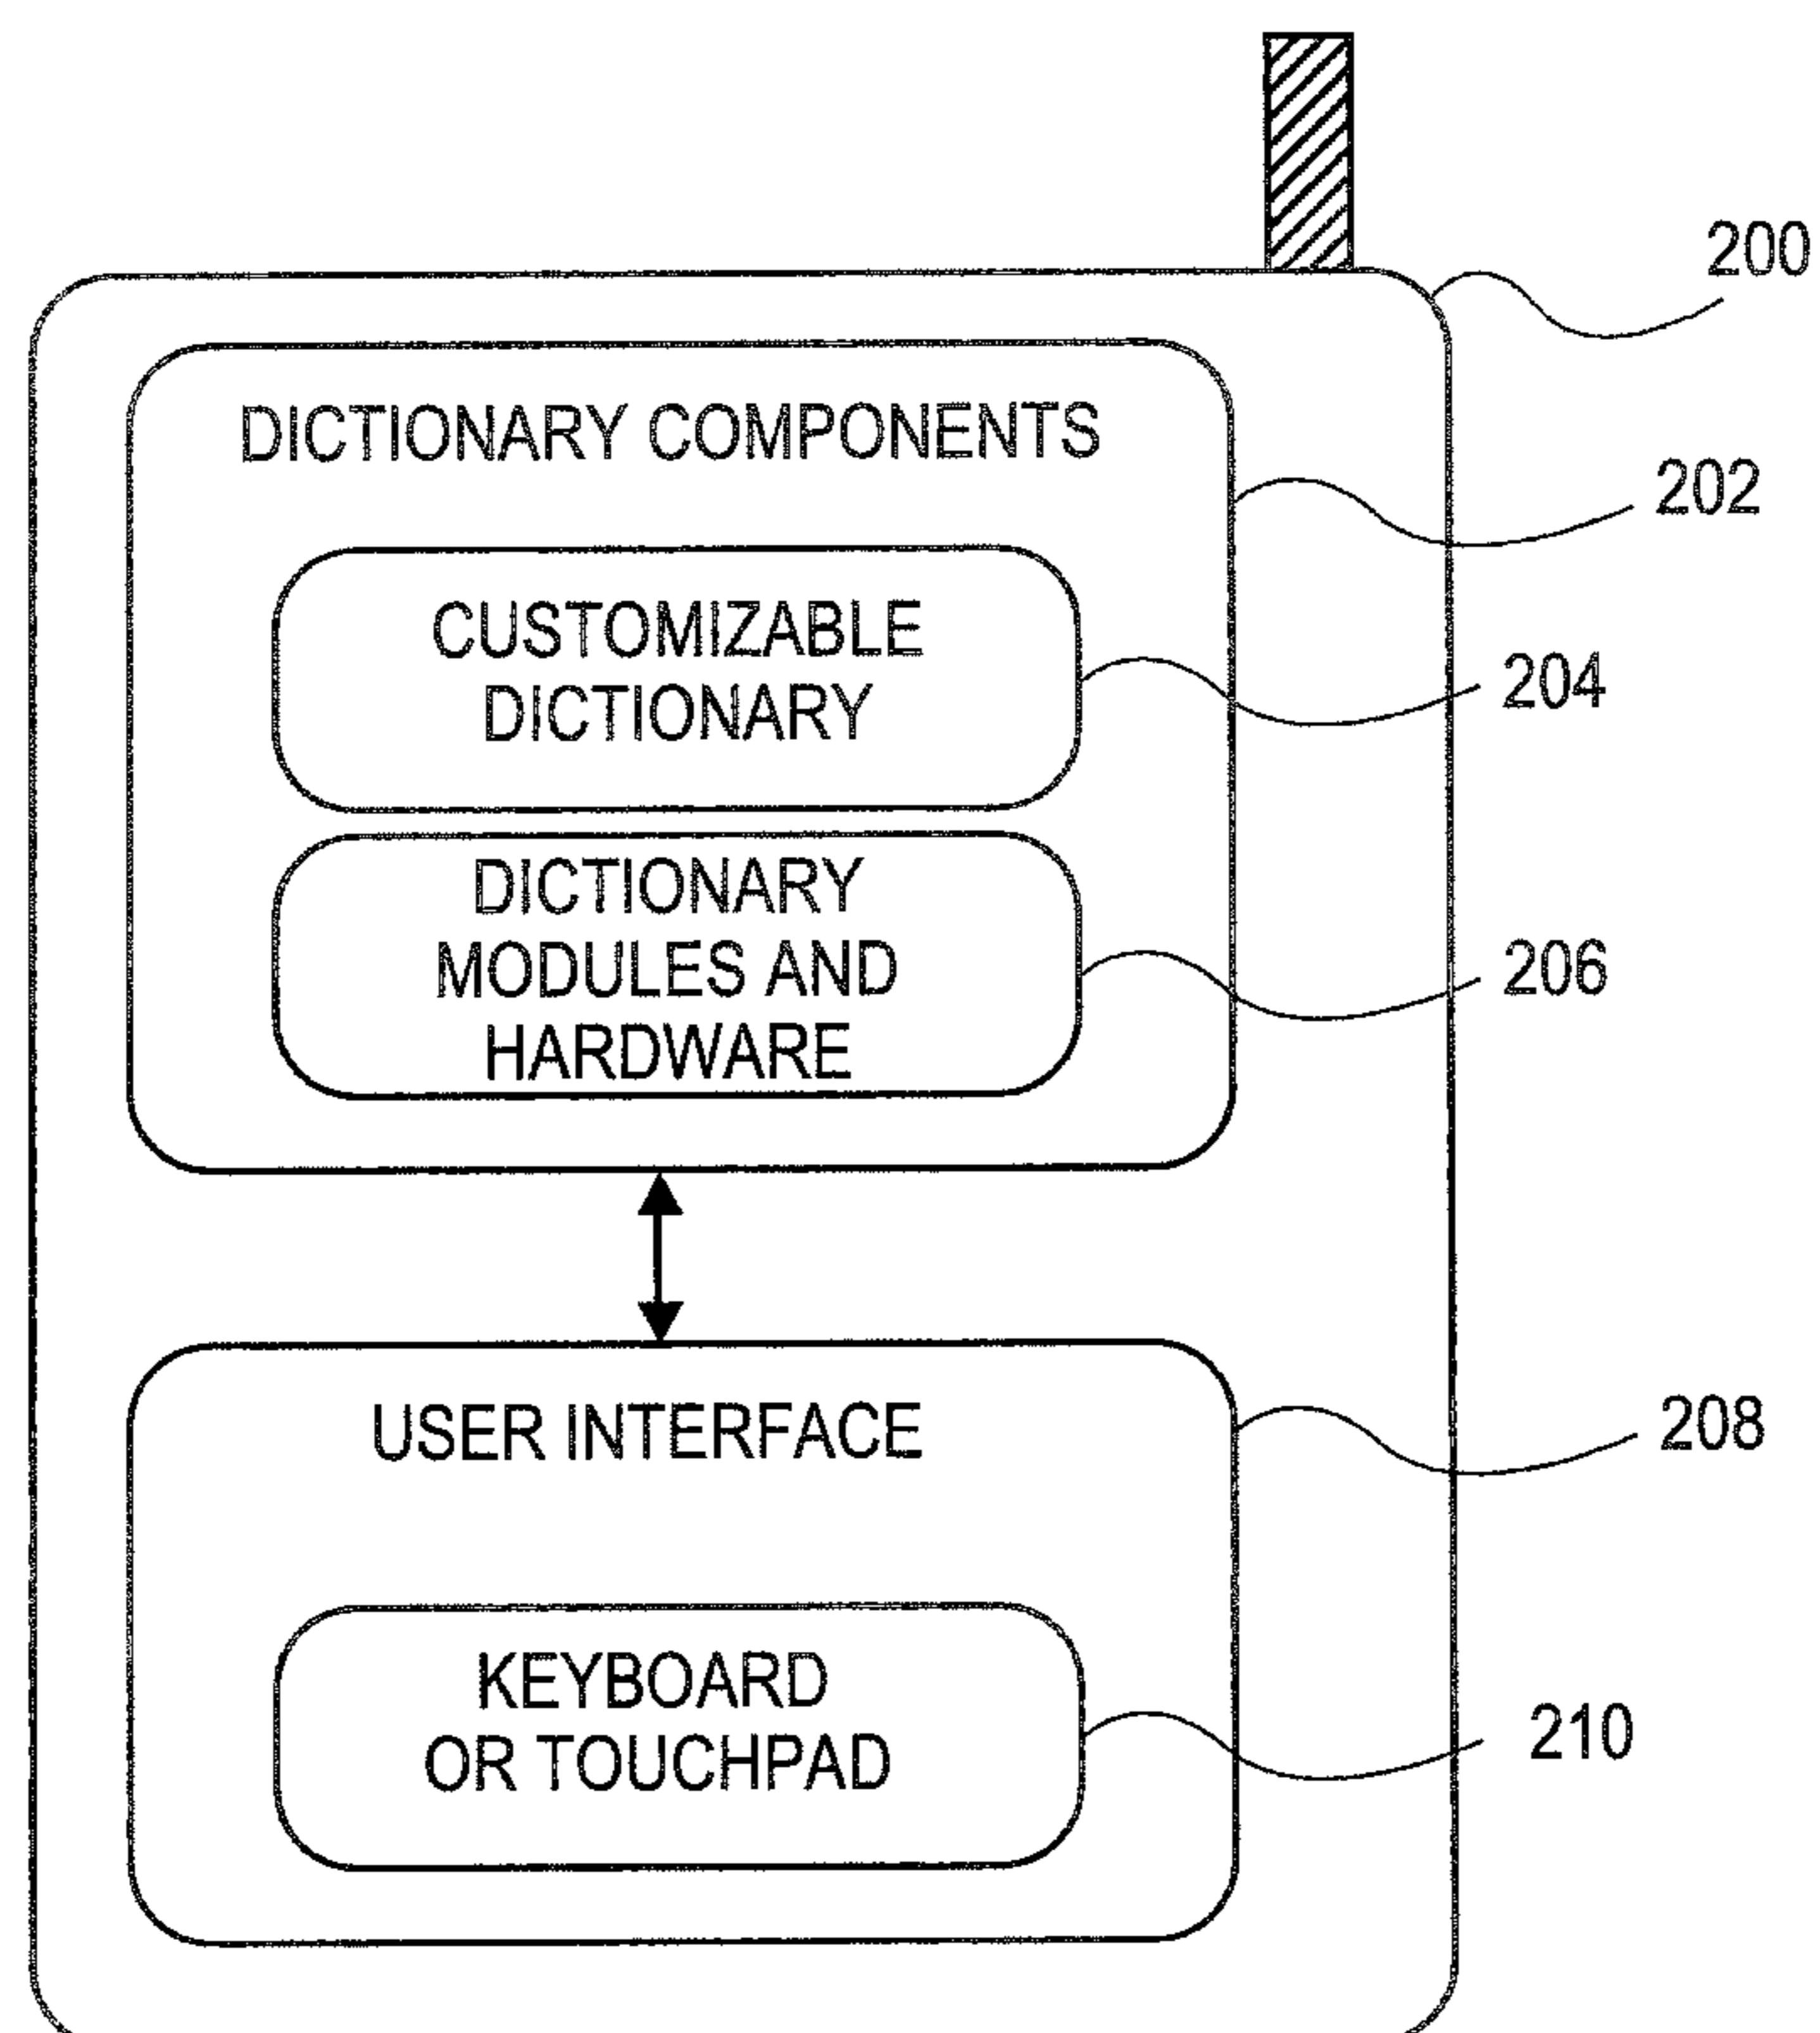 200
DICTIONARY COMPONENTS
202
CUSTOMIZABLE
DICTIONARY
204
DICTIONARY
MODULES AND
HARDWARE
206
USER INTERFACE
208
KEYBOARD
OR TOUCHPAD
210